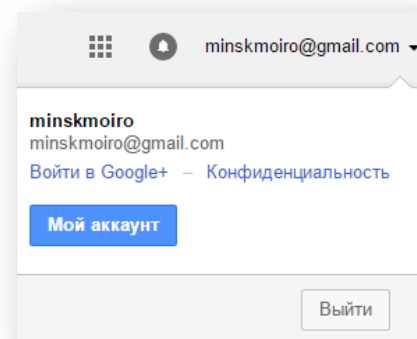 minskmoiro@gmail.com
minskmoiro
minskmoiro@gmail.com
Войти в Google+ – Конфиденциальность
Мой аккаунт
Выйти